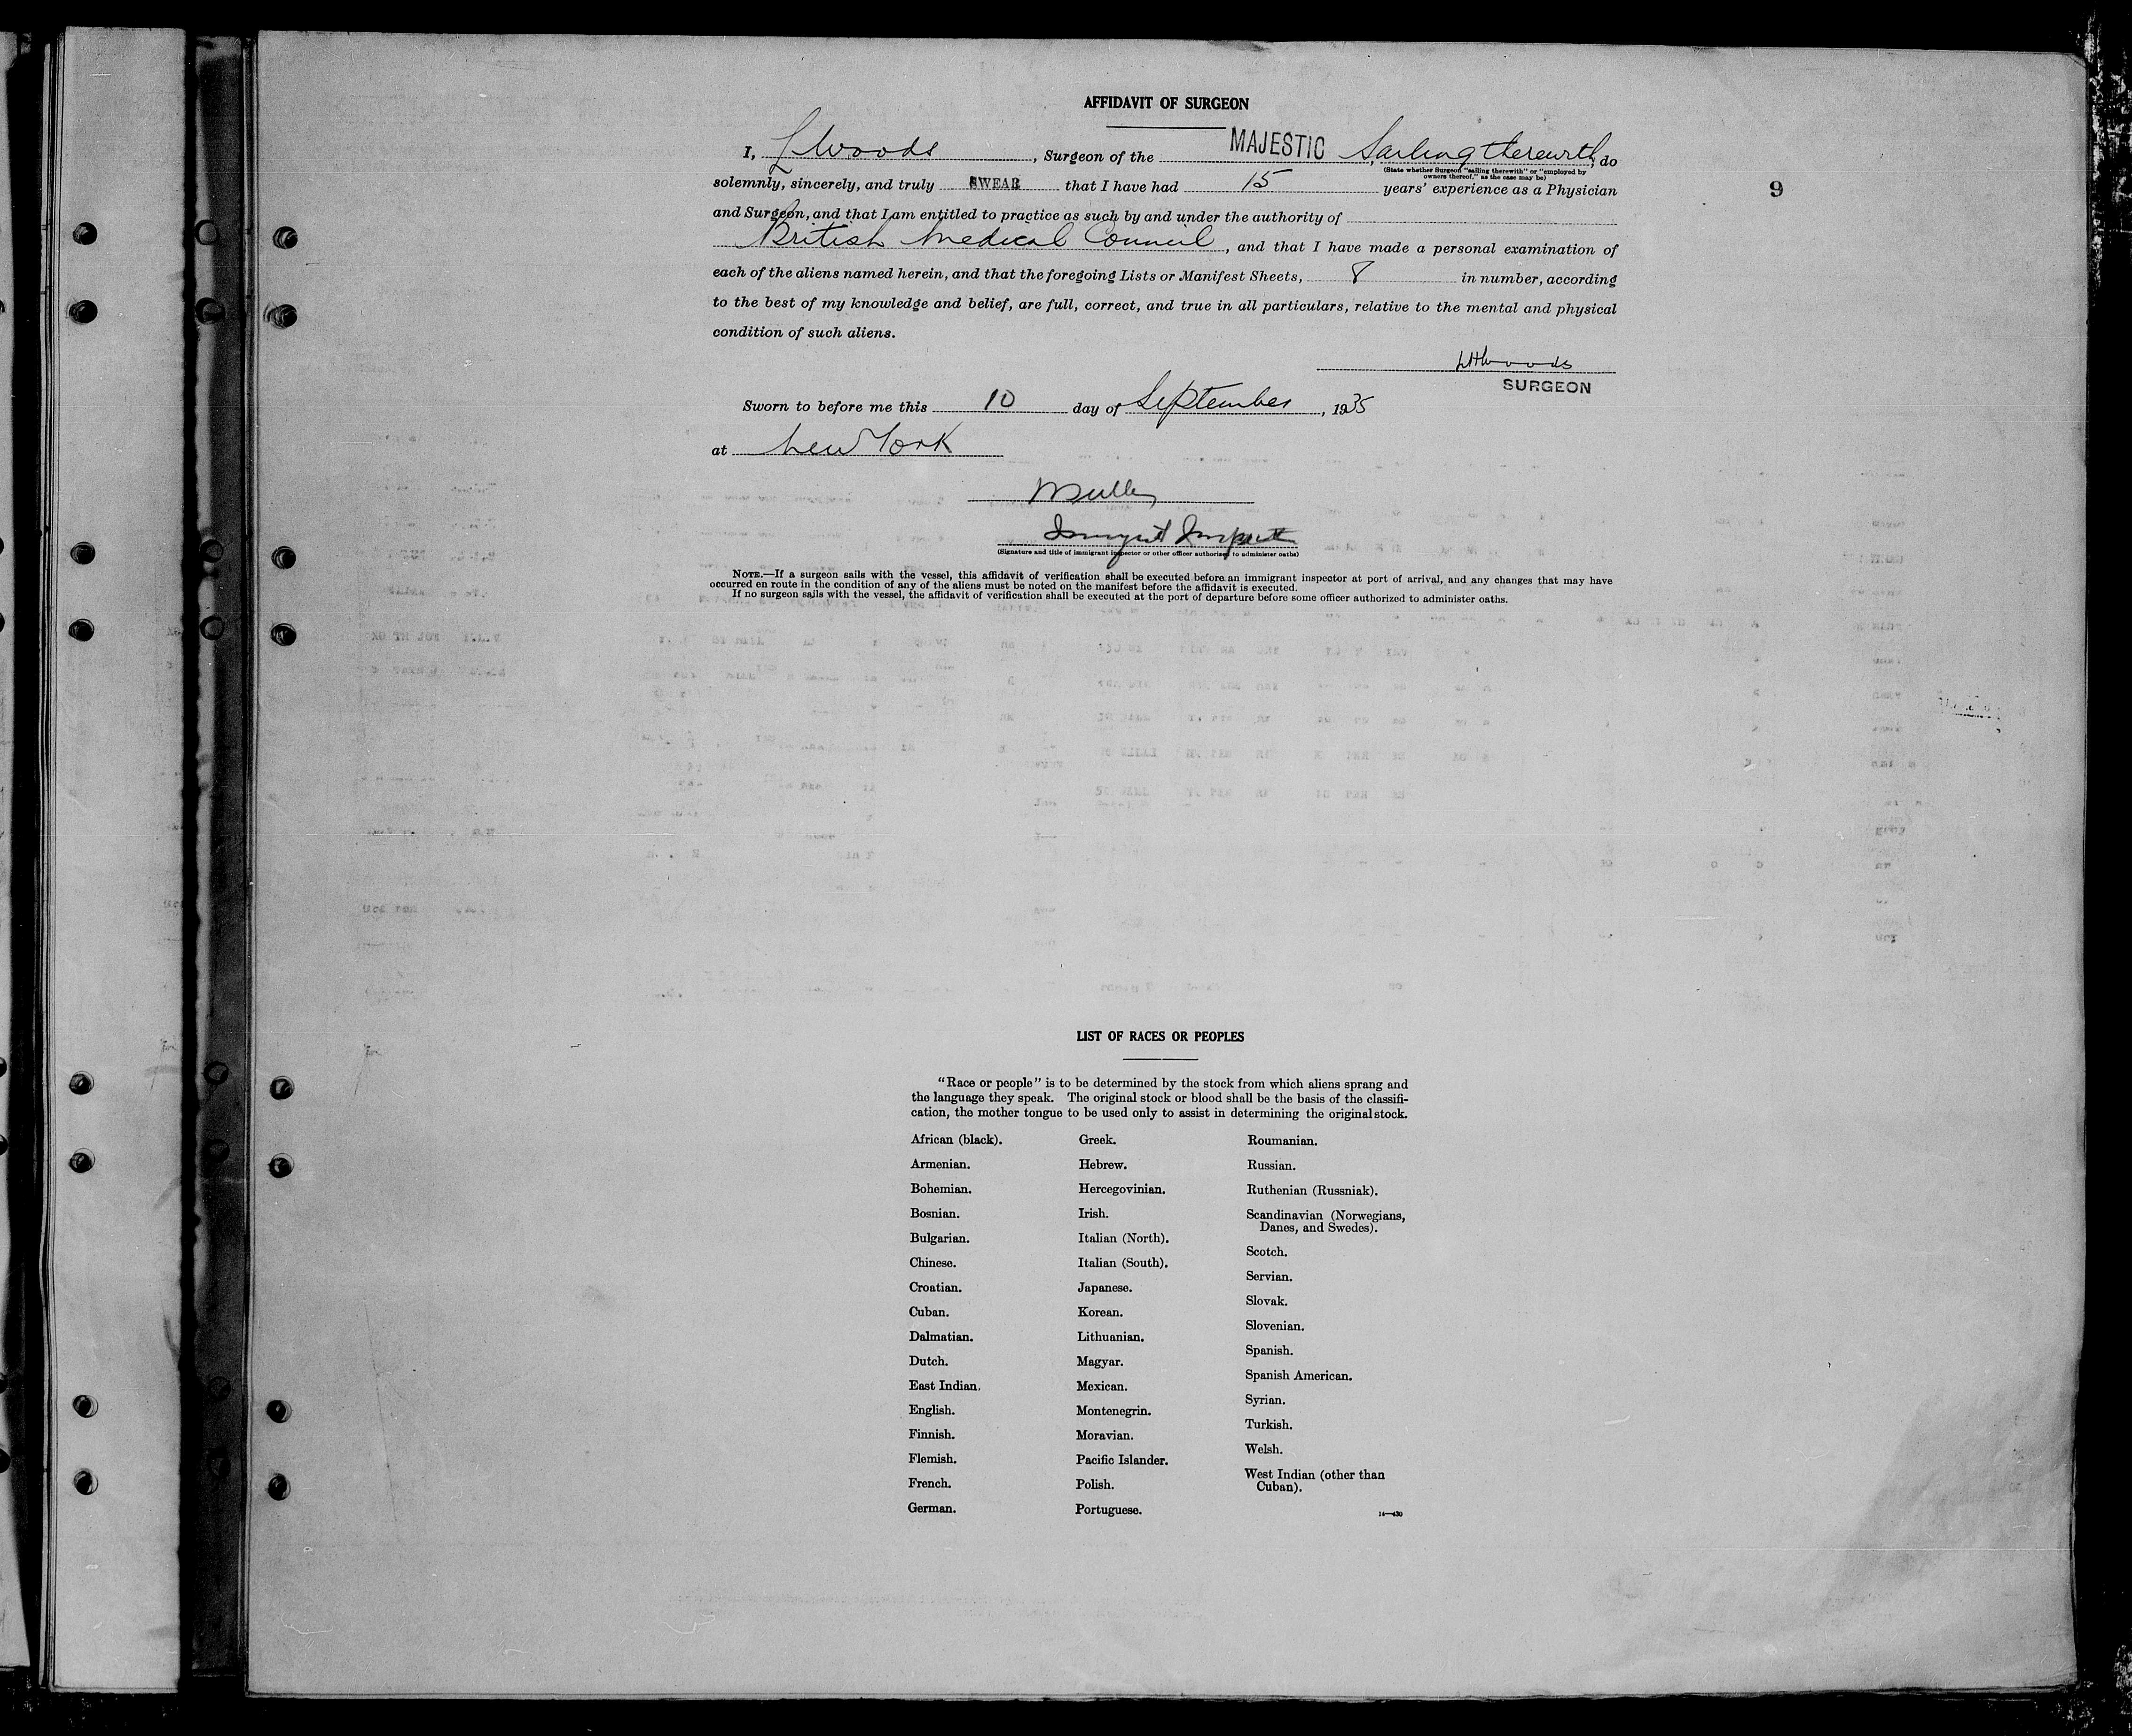 AFFIDAVIT OF SURGEON
I, L Woods, Surgeon of the MAJESTIC Sailing therewith, do
(State whether Surgeon "sailing therewith" or "employed by
owners thereof," as the case may be)
solemnly, sincerely, and truly SWEAR that I have had 15 years' experience as a Physician
9
and Surgeon, and that I am entitled to practice as such by and under the authority of
British Medical Council, and that I have made a personal examination of
each of the aliens named herein, and that the foregoing Lists or Manifest Sheets, 8 in number, according
to the best of my knowledge and belief, are full, correct, and true in all particulars, relative to the mental and physical
condition of such aliens.
Woods
SURGEON
Sworn to before me this 10 day of September, 1935
at New York
Immigrant Inspector
(Signature and title of immigrant inspector or other officer authorized to administer oaths)
NOTE.—If a surgeon sails with the vessel, this affidavit of verification shall be executed before an immigrant inspector at port of arrival, and any changes that may have
occurred en route in the condition of any of the aliens must be noted on the manifest before the affidavit is executed.
If no surgeon sails with the vessel, the affidavit of verification shall be executed at the port of departure before some officer authorized to administer oaths.
LIST OF RACES OR PEOPLES
"Race or people" is to be determined by the stock from which aliens sprang and
the language they speak. The original stock or blood shall be the basis of the classifi-
cation, the mother tongue to be used only to assist in determining the original stock.
African (black).
Armenian.
Bohemian.
Bosnian.
Bulgarian.
Chinese.
Croatian.
Cuban.
Dalmatian.
Dutch.
East Indian.
English.
Finnish.
Flemish.
French.
German.
Greek.
Hebrew.
Hercegovinian.
Irish.
Italian (North).
Italian (South).
Japanese.
Korean.
Lithuanian.
Magyar.
Mexican.
Montenegrin.
Moravian.
Pacific Islander.
Polish.
Portuguese.
Roumanian.
Russian.
Ruthenian (Russniak).
Scandinavian (Norwegians,
Danes, and Swedes).
Scotch.
Servian.
Slovak.
Slovenian.
Spanish.
Spanish American.
Syrian.
Turkish.
Welsh.
West Indian (other than
Cuban).
14—430